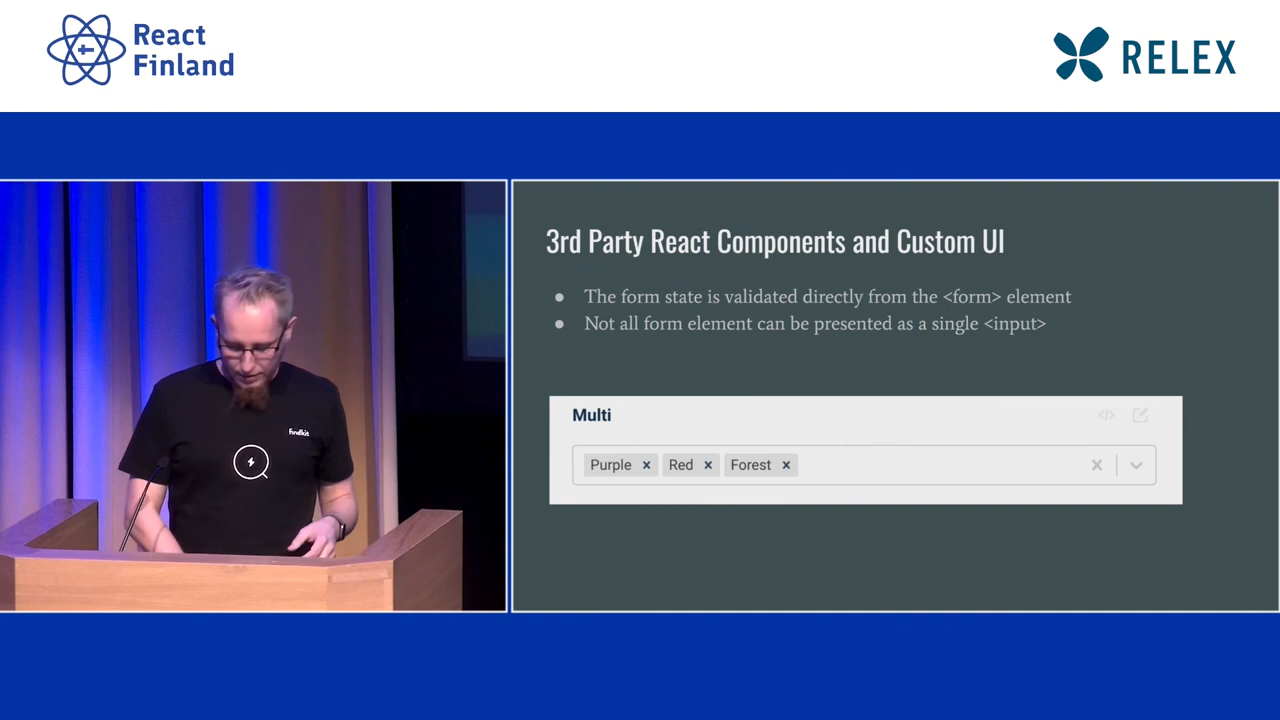 React
Finland
RELEX
findkit
3rd Party React Components and Custom UI
● The form state is validated directly from the <form> element
● Not all form element can be presented as a single <input>
Multi
</>
Purple × Red × Forest ×